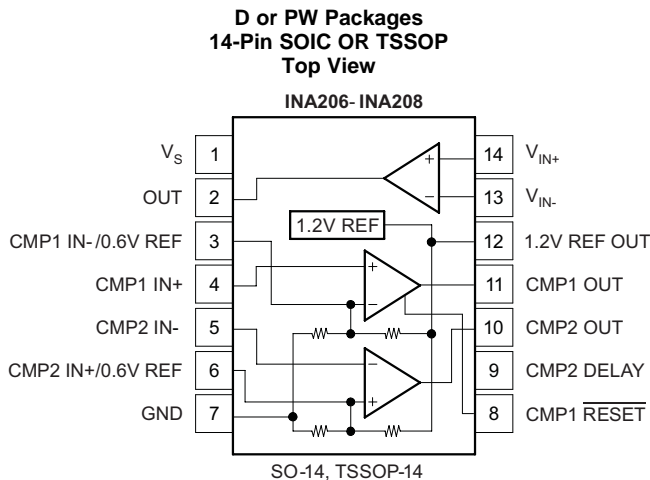 D or PW Packages
14-Pin SOIC OR TSSOP
Top View
INA206- INA208
VS 1
OUT 2
CMP1 IN- /0.6V REF 3
CMP1 IN+ 4
CMP2 IN- 5
CMP2 IN+/0.6V REF 6
GND 7
+
−
1.2V REF
+
−
−
+
14 VIN+
13 VIN-
12 1.2V REF OUT
11 CMP1 OUT
10 CMP2 OUT
9 CMP2 DELAY
8 CMP1 RESET
SO-14, TSSOP-14